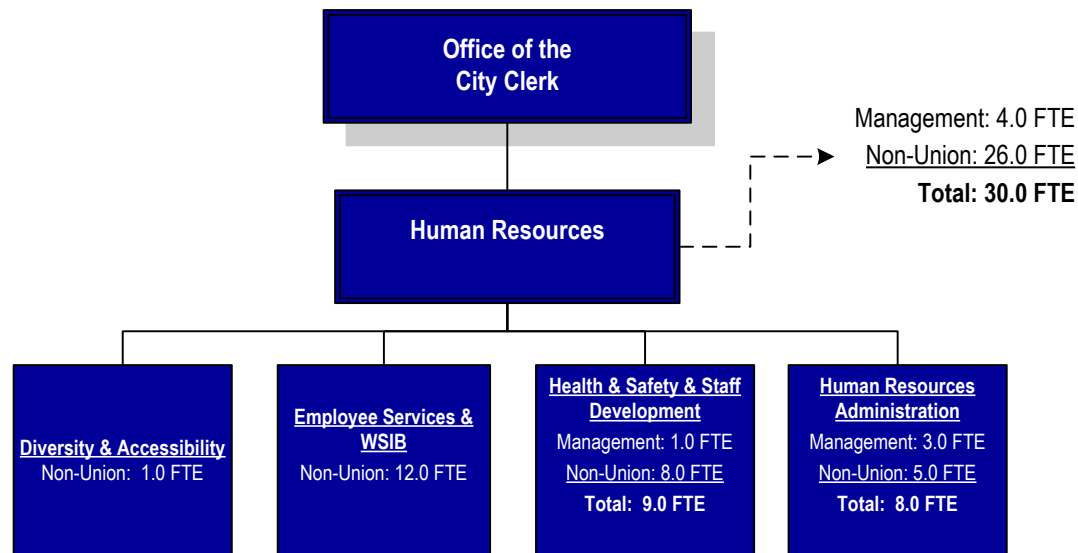 Office of the
City Clerk
Management: 4.0 FTE
Non-Union: 26.0 FTE
Total: 30.0 FTE
Human Resources
Diversity & Accessibility
Non-Union: 1.0 FTE
Employee Services &
WSIB
Non-Union: 12.0 FTE
Health & Safety & Staff
Development
Management: 1.0 FTE
Non-Union: 8.0 FTE
Total: 9.0 FTE
Human Resources
Administration
Management: 3.0 FTE
Non-Union: 5.0 FTE
Total: 8.0 FTE